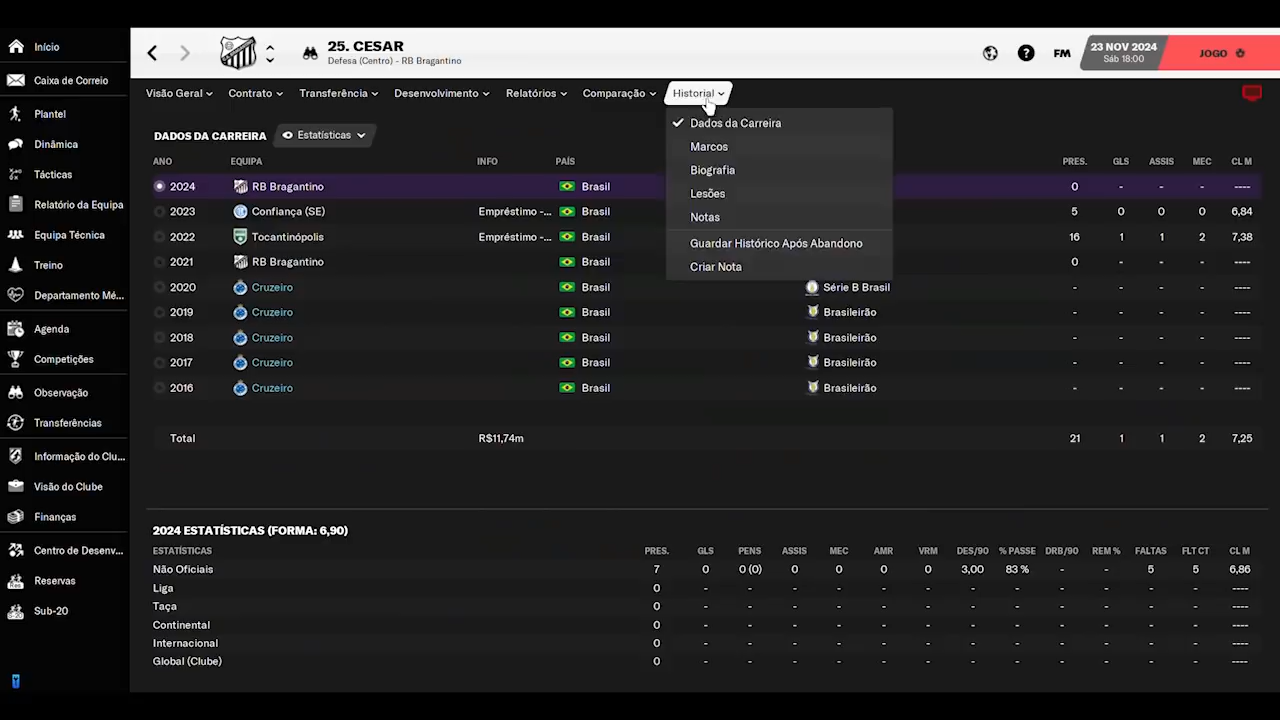 Início
Caixa de Correio
Plantel
Dinâmica
Tácticas
Relatório da Equipa
Equipa Técnica
Treino
Departamento Mé...
Agenda
Competições
Observação
Transferências
Informação do Clu...
Visão do Clube
Finanças
Centro de Desenv...
Reservas
Sub-20
25. CESAR
Defesa (Centro) - RB Bragantino
FM
23 NOV 2024
Sáb 18:00
JOGO
Visão Geral Contrato Transferência Desenvolvimento Relatórios Comparação Historial
Dados da Carreira
Marcos
Biografia
Lesões
Notas
Guardar Histórico Após Abandono
Criar Nota
DADOS DA CARREIRA Estatísticas
ANO EQUIPA INFO PAÍS PRES. GLS ASSIS MEC CL M
2024 RB Bragantino Brasil 0 - - - ----
2023 Confiança (SE) Empréstimo -... Brasil 5 0 0 0 6,84
2022 Tocantinópolis Empréstimo -... Brasil 16 1 1 2 7,38
2021 RB Bragantino Brasil 0 - - - ----
2020 Cruzeiro Brasil Série B Brasil - - - - ----
2019 Cruzeiro Brasil Brasileirão - - - - ----
2018 Cruzeiro Brasil Brasileirão - - - - ----
2017 Cruzeiro Brasil Brasileirão - - - - ----
2016 Cruzeiro Brasil Brasileirão - - - - ----
Total R$11,74m 21 1 1 2 7,25
2024 ESTATÍSTICAS (FORMA: 6,90)
ESTATÍSTICAS PRES. GLS PENS ASSIS MEC AMR VRM DES/90 % PASSE DRB/90 REM % FALTAS FLT CT CL M
Não Oficiais 7 0 0 (0) 0 0 0 0 3,00 83 % - - 5 5 6,86
Liga 0 - - - - - - - - - - - - ----
Taça 0 - - - - - - - - - - - - ----
Continental 0 - - - - - - - - - - - - ----
Internacional 0 - - - - - - - - - - - - ----
Global (Clube) 0 - - - - - - - - - - - - ----